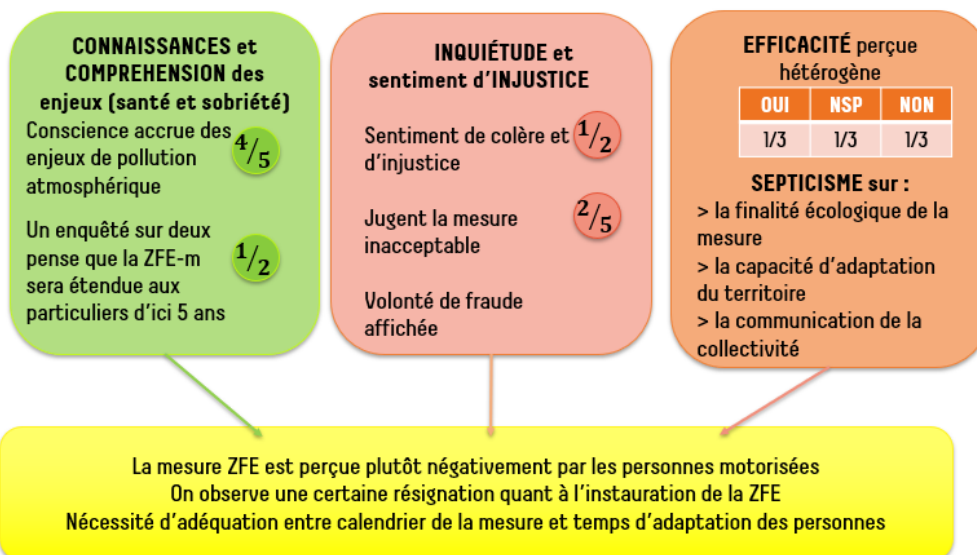 CONNAISSANCES et
COMPREHENSION des
enjeux (santé et sobriété)
Conscience accrue des
enjeux de pollution
atmosphérique
4/5
Un enquêté sur deux
pense que la ZFE-m
sera étendue aux
particuliers d'ici 5 ans
1/2
INQUIÉTUDE et
sentiment d'INJUSTICE
Sentiment de colère et
d'injustice
1/2
Jugent la mesure
inacceptable
2/5
Volonté de fraude
affichée
EFFICACITÉ perçue
hétérogène
OUI NSP NON
1/3 1/3 1/3
SEPTICISME sur :
> la finalité écologique de la
mesure
> la capacité d'adaptation
du territoire
> la communication de la
collectivité
La mesure ZFE est perçue plutôt négativement par les personnes motorisées
On observe une certaine résignation quant à l'instauration de la ZFE
Nécessité d'adéquation entre calendrier de la mesure et temps d'adaptation des personnes